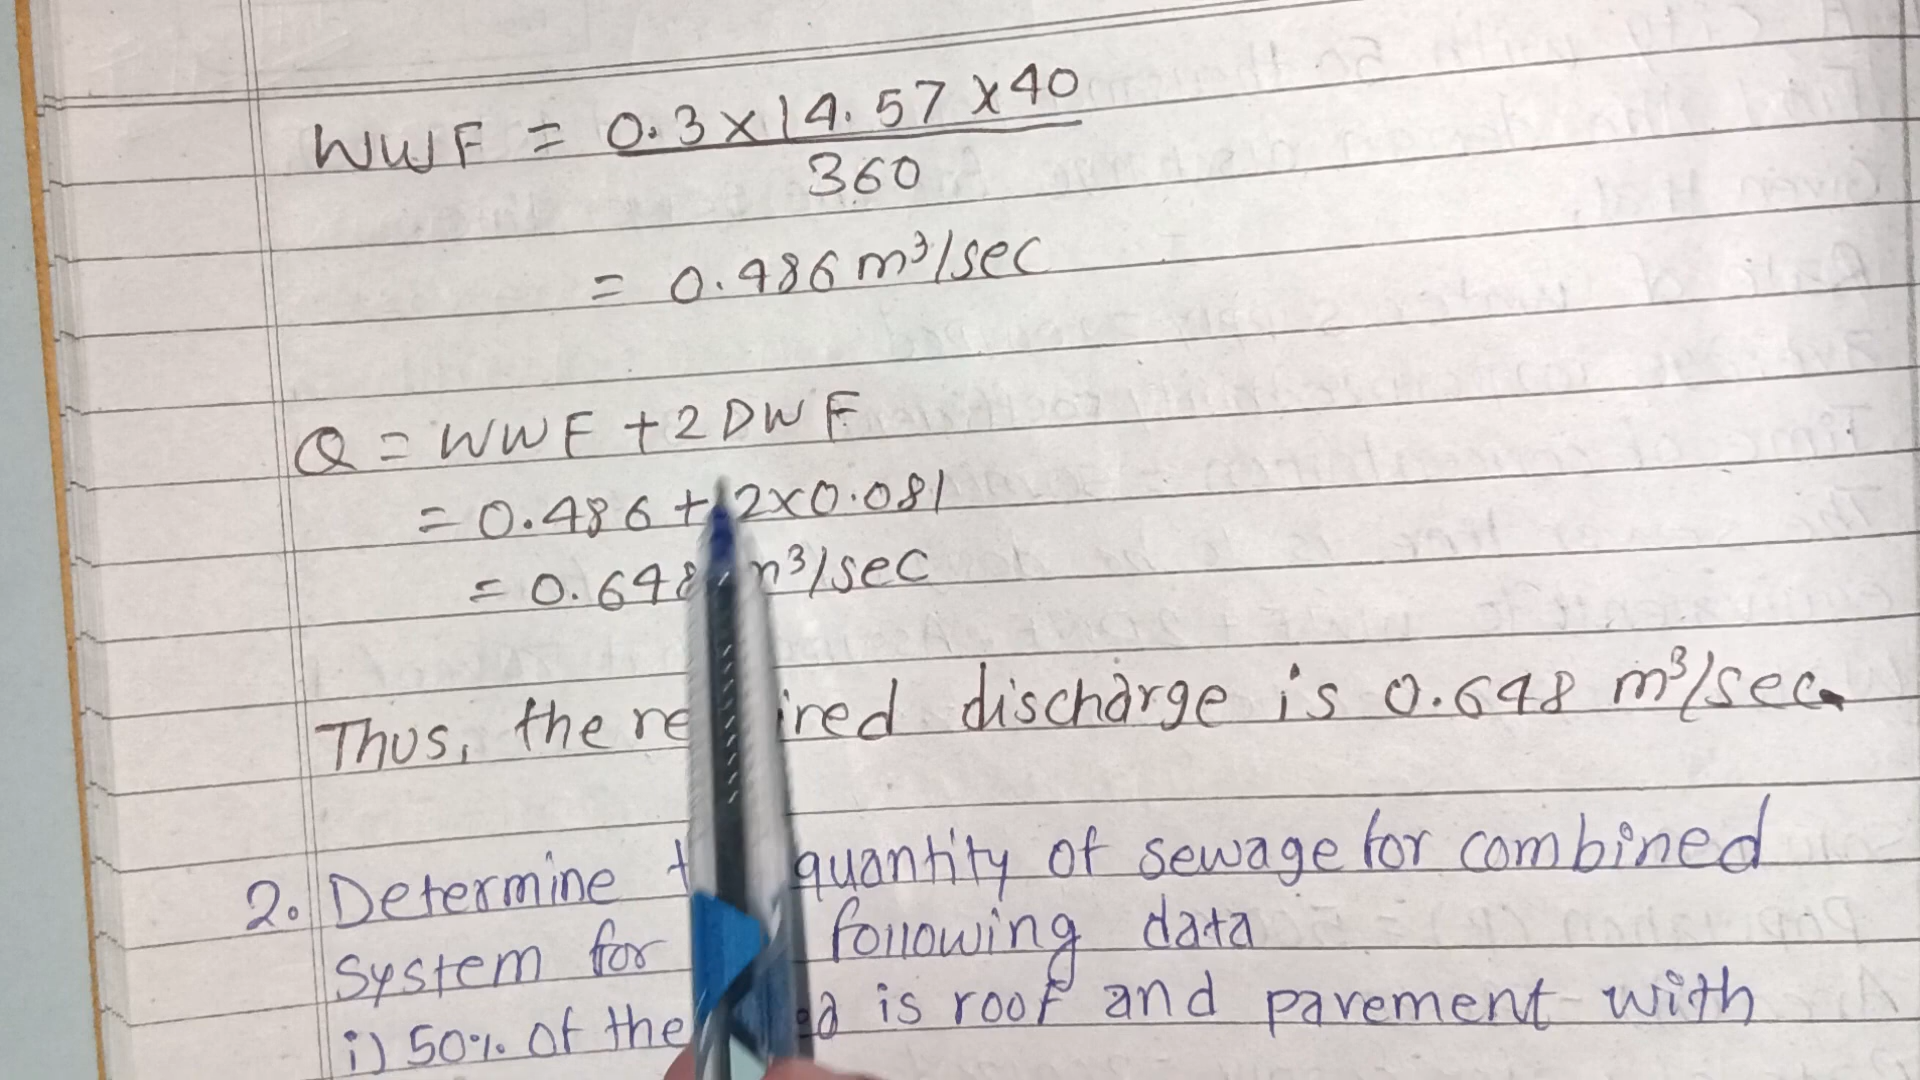 WWF = 0.3 x 14.57 x 40
360
= 0.486 m³/sec
Q = WWF + 2 DWF
= 0.486 + 2x0.081
= 0.648 m³/sec
Thus, the re ired discharge is 0.648 m³/sec.
2. Determine quantity of sewage for combined
system for following data
i) 50% of the is roof and pavement with